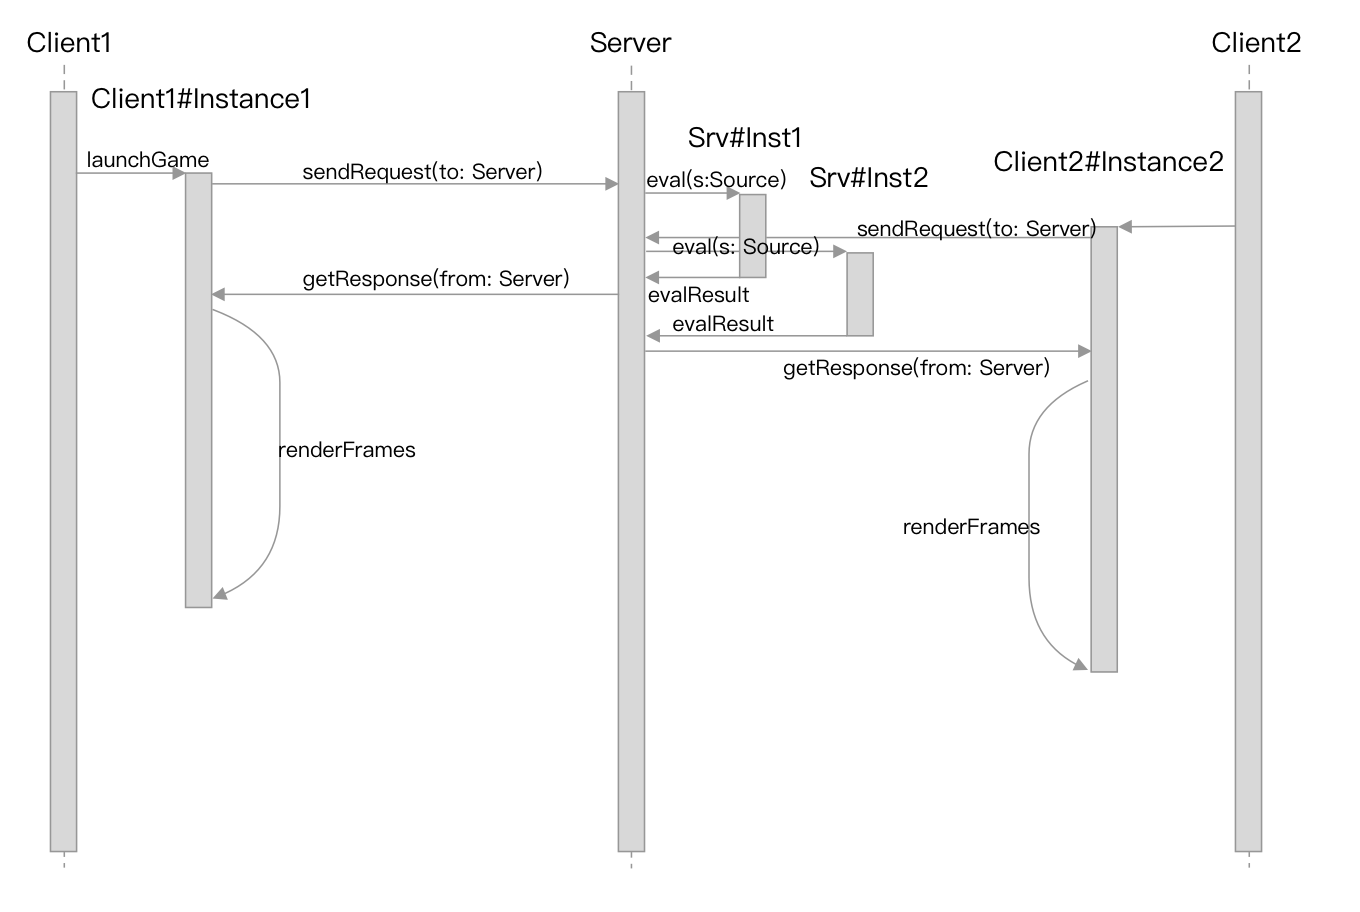 Client1
Server
Client2
Client1#Instance1
Srv#Inst1
Client2#Instance2
launchGame
sendRequest(to: Server)
eval(s:Source)
Srv#Inst2
sendRequest(to: Server)
eval(s: Source)
getResponse(from: Server)
evalResult
evalResult
getResponse(from: Server)
renderFrames
renderFrames